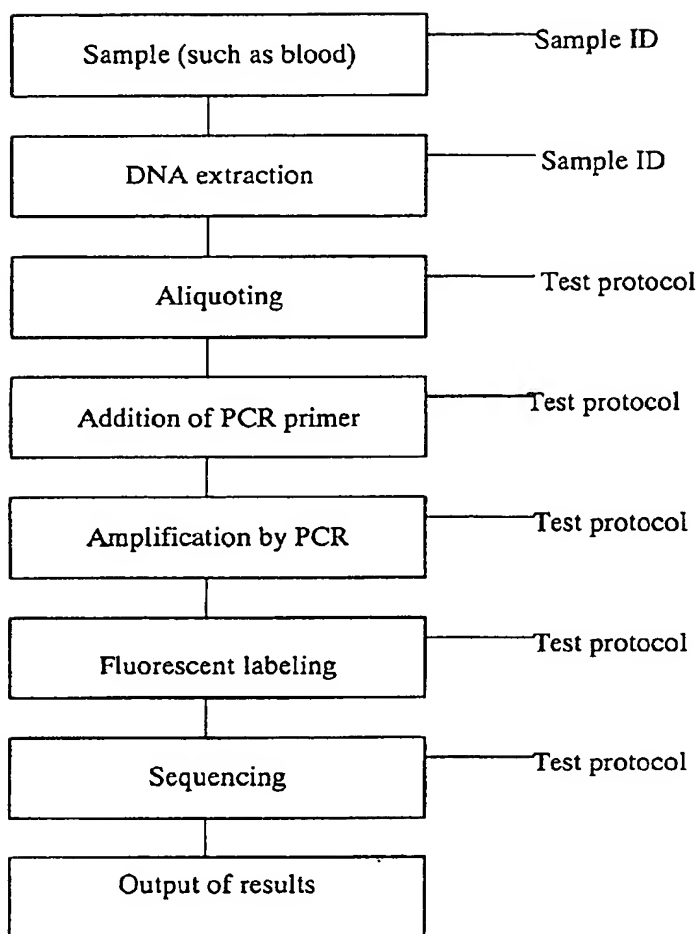 Sample (such as blood)
Sample ID
DNA extraction
Sample ID
Aliquoting
Test protocol
Addition of PCR primer
Test protocol
Amplification by PCR
Test protocol
Fluorescent labeling
Test protocol
Sequencing
Test protocol
Output of results